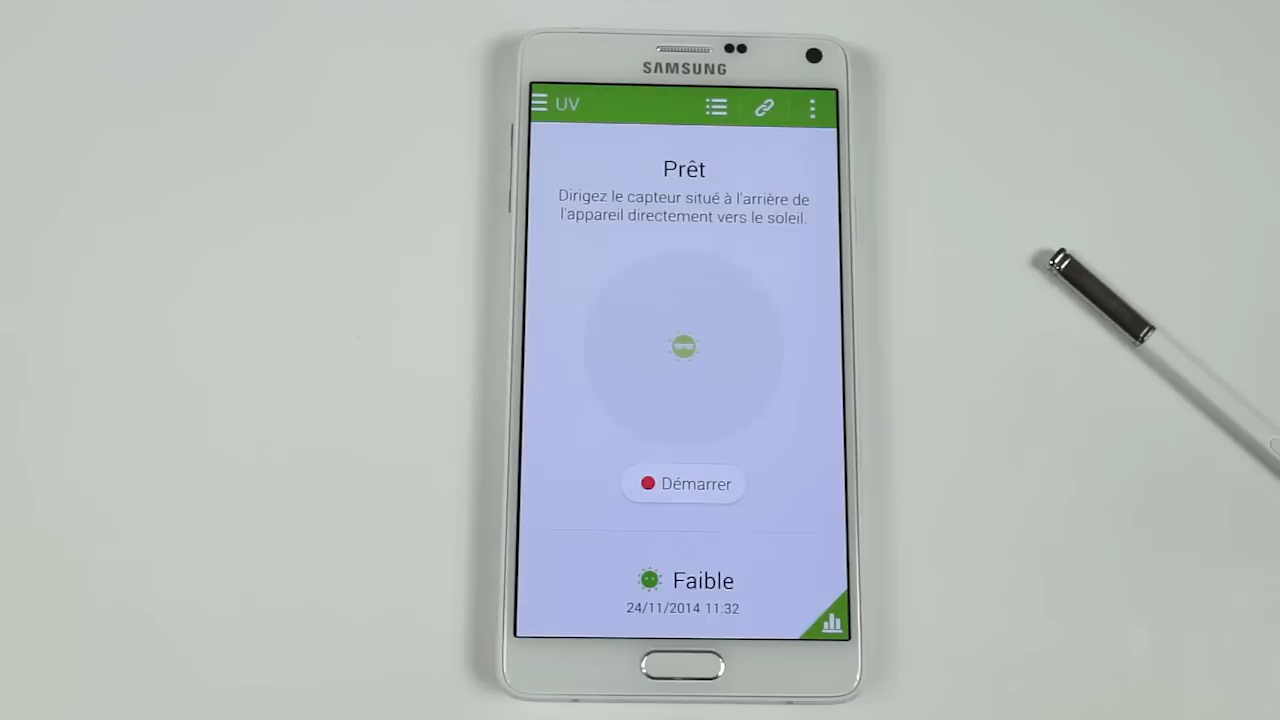 SAMSUNG
UV
Prêt
Dirigez le capteur situé à l'arrière de
l'appareil directement vers le soleil.
Démarrer
Faible
24/11/2014 11:32